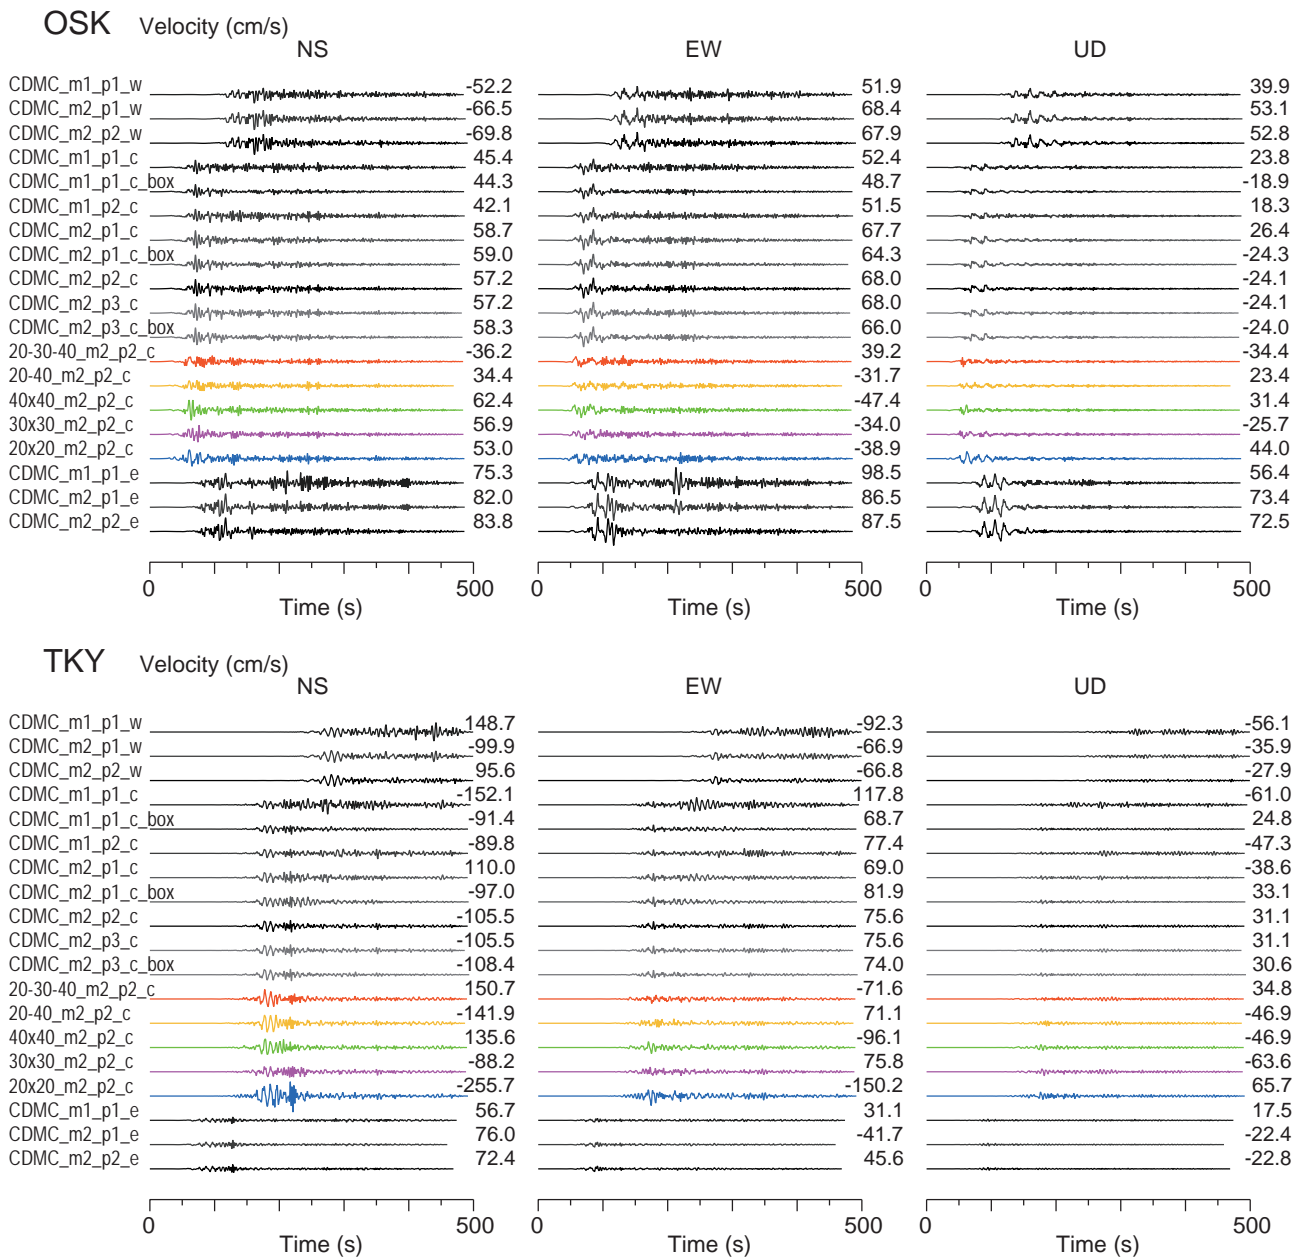 OSK Velocity (cm/s)
NS EW UD
CDMC_m1_p1_w -52.2 51.9 39.9
CDMC_m2_p1_w -66.5 68.4 53.1
CDMC_m2_p2_w -69.8 67.9 52.8
CDMC_m1_p1_c 45.4 52.4 23.8
CDMC_m1_p1_c_box 44.3 48.7 -18.9
CDMC_m1_p2_c 42.1 51.5 18.3
CDMC_m2_p1_c 58.7 67.7 26.4
CDMC_m2_p1_c_box 59.0 64.3 -24.3
CDMC_m2_p2_c 57.2 68.0 -24.1
CDMC_m2_p3_c 57.2 68.0 -24.1
CDMC_m2_p3_c_box 58.3 66.0 -24.0
20-30-40_m2_p2_c -36.2 39.2 -34.4
20-40_m2_p2_c 34.4 -31.7 23.4
40x40_m2_p2_c 62.4 -47.4 31.4
30x30_m2_p2_c 56.9 -34.0 -25.7
20x20_m2_p2_c 53.0 -38.9 44.0
CDMC_m1_p1_e 75.3 98.5 56.4
CDMC_m2_p1_e 82.0 86.5 73.4
CDMC_m2_p2_e 83.8 87.5 72.5
0 500 0 500 0 500
Time (s) Time (s) Time (s)
TKY Velocity (cm/s)
NS EW UD
CDMC_m1_p1_w 148.7 -92.3 -56.1
CDMC_m2_p1_w -99.9 -66.9 -35.9
CDMC_m2_p2_w 95.6 -66.8 -27.9
CDMC_m1_p1_c -152.1 117.8 -61.0
CDMC_m1_p1_c_box -91.4 68.7 24.8
CDMC_m1_p2_c -89.8 77.4 -47.3
CDMC_m2_p1_c 110.0 69.0 -38.6
CDMC_m2_p1_c_box -97.0 81.9 33.1
CDMC_m2_p2_c -105.5 75.6 31.1
CDMC_m2_p3_c -105.5 75.6 31.1
CDMC_m2_p3_c_box -108.4 74.0 30.6
20-30-40_m2_p2_c 150.7 -71.6 34.8
20-40_m2_p2_c -141.9 71.1 -46.9
40x40_m2_p2_c 135.6 -96.1 -46.9
30x30_m2_p2_c -88.2 75.8 -63.6
20x20_m2_p2_c -255.7 -150.2 65.7
CDMC_m1_p1_e 56.7 31.1 17.5
CDMC_m2_p1_e 76.0 -41.7 -22.4
CDMC_m2_p2_e 72.4 45.6 -22.8
0 500 0 500 0 500
Time (s) Time (s) Time (s)